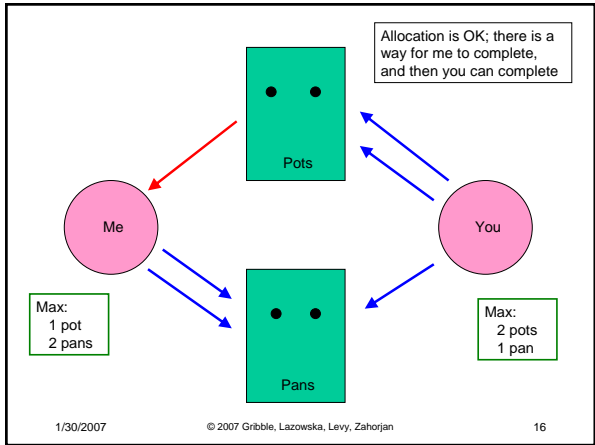 Allocation is OK; there is a
way for me to complete,
and then you can complete
Pots
Me
You
Max:
1 pot
2 pans
Max:
2 pots
1 pan
Pans
1/30/2007
© 2007 Gribble, Lazowska, Levy, Zahorjan
16